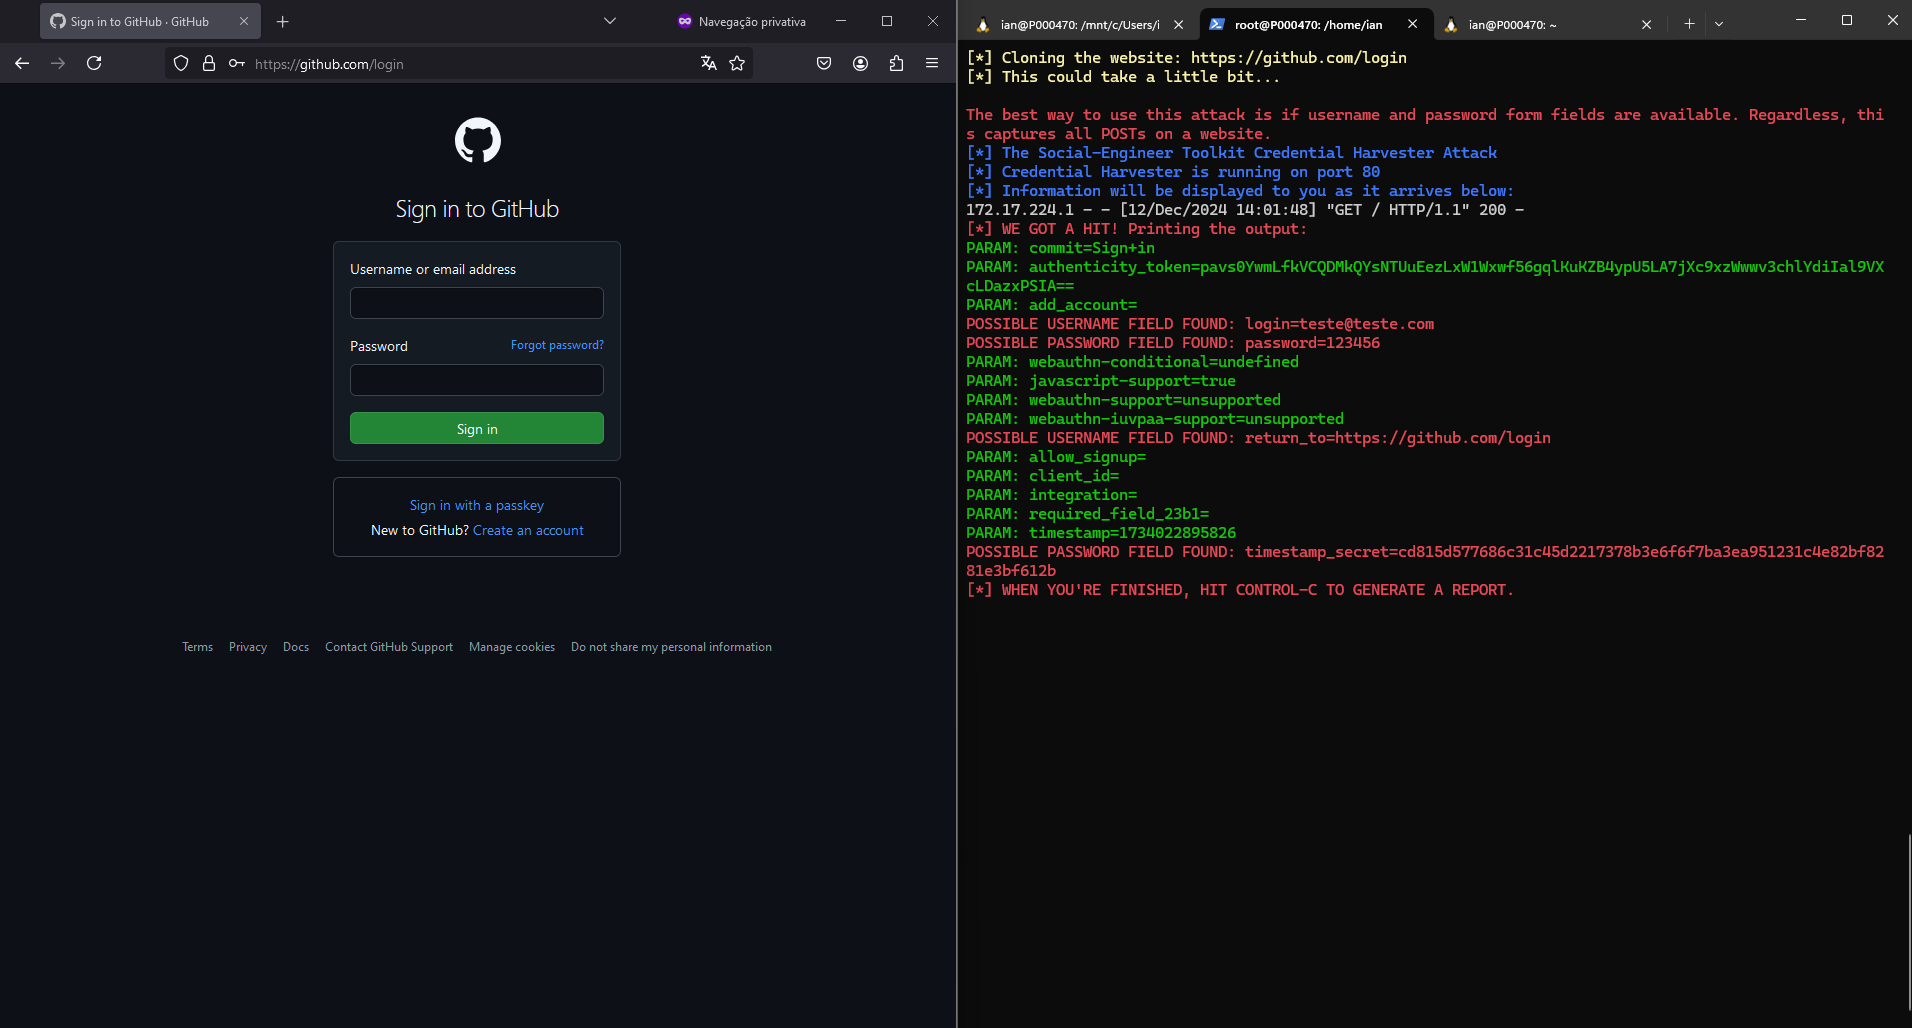 Sign in to GitHub · GitHub
Navegação privativa
https://github.com/login
Sign in to GitHub
Username or email address
Password
Forgot password?
Sign in
Sign in with a passkey
New to GitHub? Create an account
Terms Privacy Docs Contact GitHub Support Manage cookies Do not share my personal information
ian@P000470: /mnt/c/Users/i
root@P000470: /home/ian
ian@P000470: ~
[*] Cloning the website: https://github.com/login
[*] This could take a little bit...
The best way to use this attack is if username and password form fields are available. Regardless, thi
s captures all POSTs on a website.
[*] The Social-Engineer Toolkit Credential Harvester Attack
[*] Credential Harvester is running on port 80
[*] Information will be displayed to you as it arrives below:
172.17.224.1 - - [12/Dec/2024 14:01:48] "GET / HTTP/1.1" 200 -
[*] WE GOT A HIT! Printing the output:
PARAM: commit=Sign+in
PARAM: authenticity_token=pavs0YwmLfkVCQDMkQYsNTUuEezLxW1Wxwf56gqlKuKZB4ypU5LA7jXc9xzWwwv3chlYdiIal9VX
cLDazxPSIA==
PARAM: add_account=
POSSIBLE USERNAME FIELD FOUND: login=teste@teste.com
POSSIBLE PASSWORD FIELD FOUND: password=123456
PARAM: webauthn-conditional=undefined
PARAM: javascript-support=true
PARAM: webauthn-support=unsupported
PARAM: webauthn-iuvpaa-support=unsupported
POSSIBLE USERNAME FIELD FOUND: return_to=https://github.com/login
PARAM: allow_signup=
PARAM: client_id=
PARAM: integration=
PARAM: required_field_23b1=
PARAM: timestamp=1734022895826
POSSIBLE PASSWORD FIELD FOUND: timestamp_secret=cd815d577686c31c45d2217378b3e6f6f7ba3ea951231c4e82bf82
81e3bf612b
[*] WHEN YOU'RE FINISHED, HIT CONTROL-C TO GENERATE A REPORT.